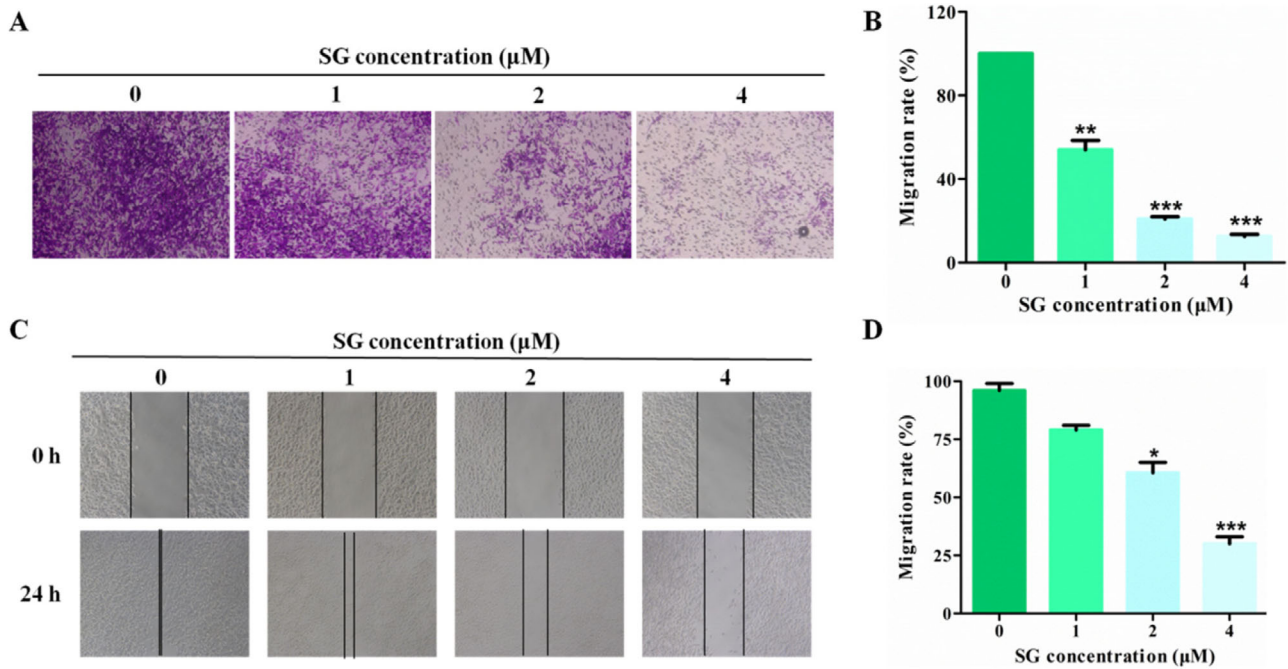 A
SG concentration (μM)
0 1 2 4
B
120
80
40
0
Migration rate (%)
**
***
***
0 1 2 4
SG concentration (μM)
C
SG concentration (μM)
0 1 2 4
0 h
24 h
D
100
75
50
25
0
Migration rate (%)
*
***
0 1 2 4
SG concentration (μM)